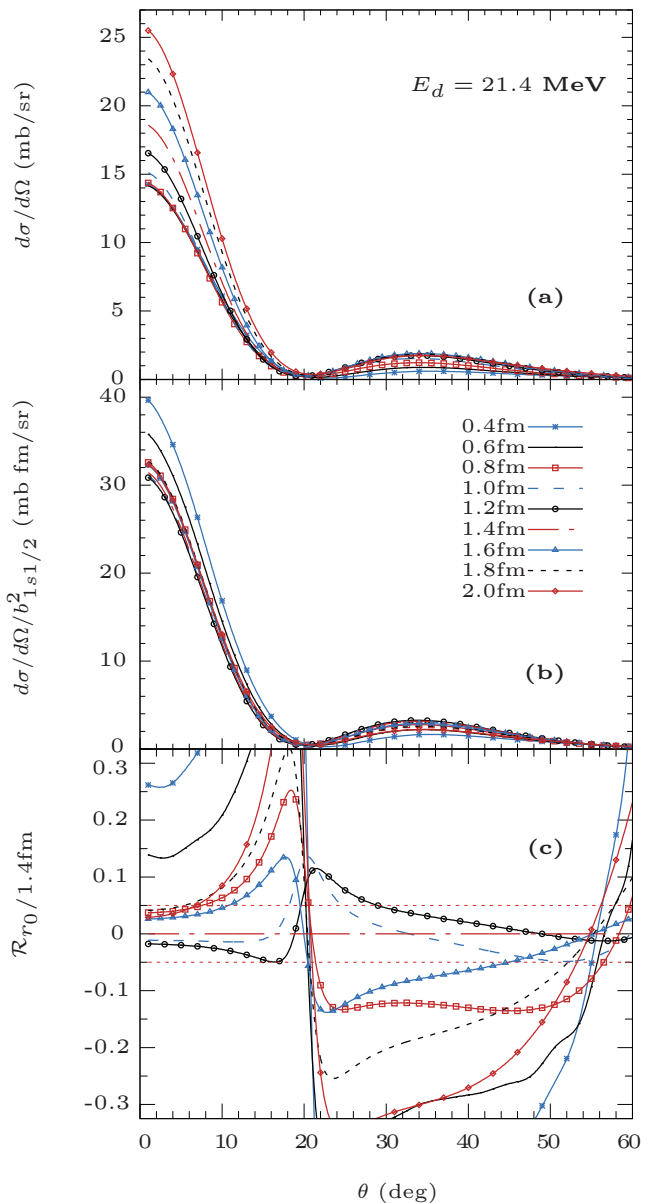 25
20
15
10
5
0
dσ/dΩ (mb/sr)
E_d = 21.4 MeV
(a)
40
30
20
10
0
dσ/dΩ/b²₁ₛ₁/₂ (mb fm/sr)
0.4fm
0.6fm
0.8fm
1.0fm
1.2fm
1.4fm
1.6fm
1.8fm
2.0fm
(b)
0.3
0.2
0.1
0
-0.1
-0.2
-0.3
ℛr₀/1.4fm
(c)
0 10 20 30 40 50 60
θ (deg)